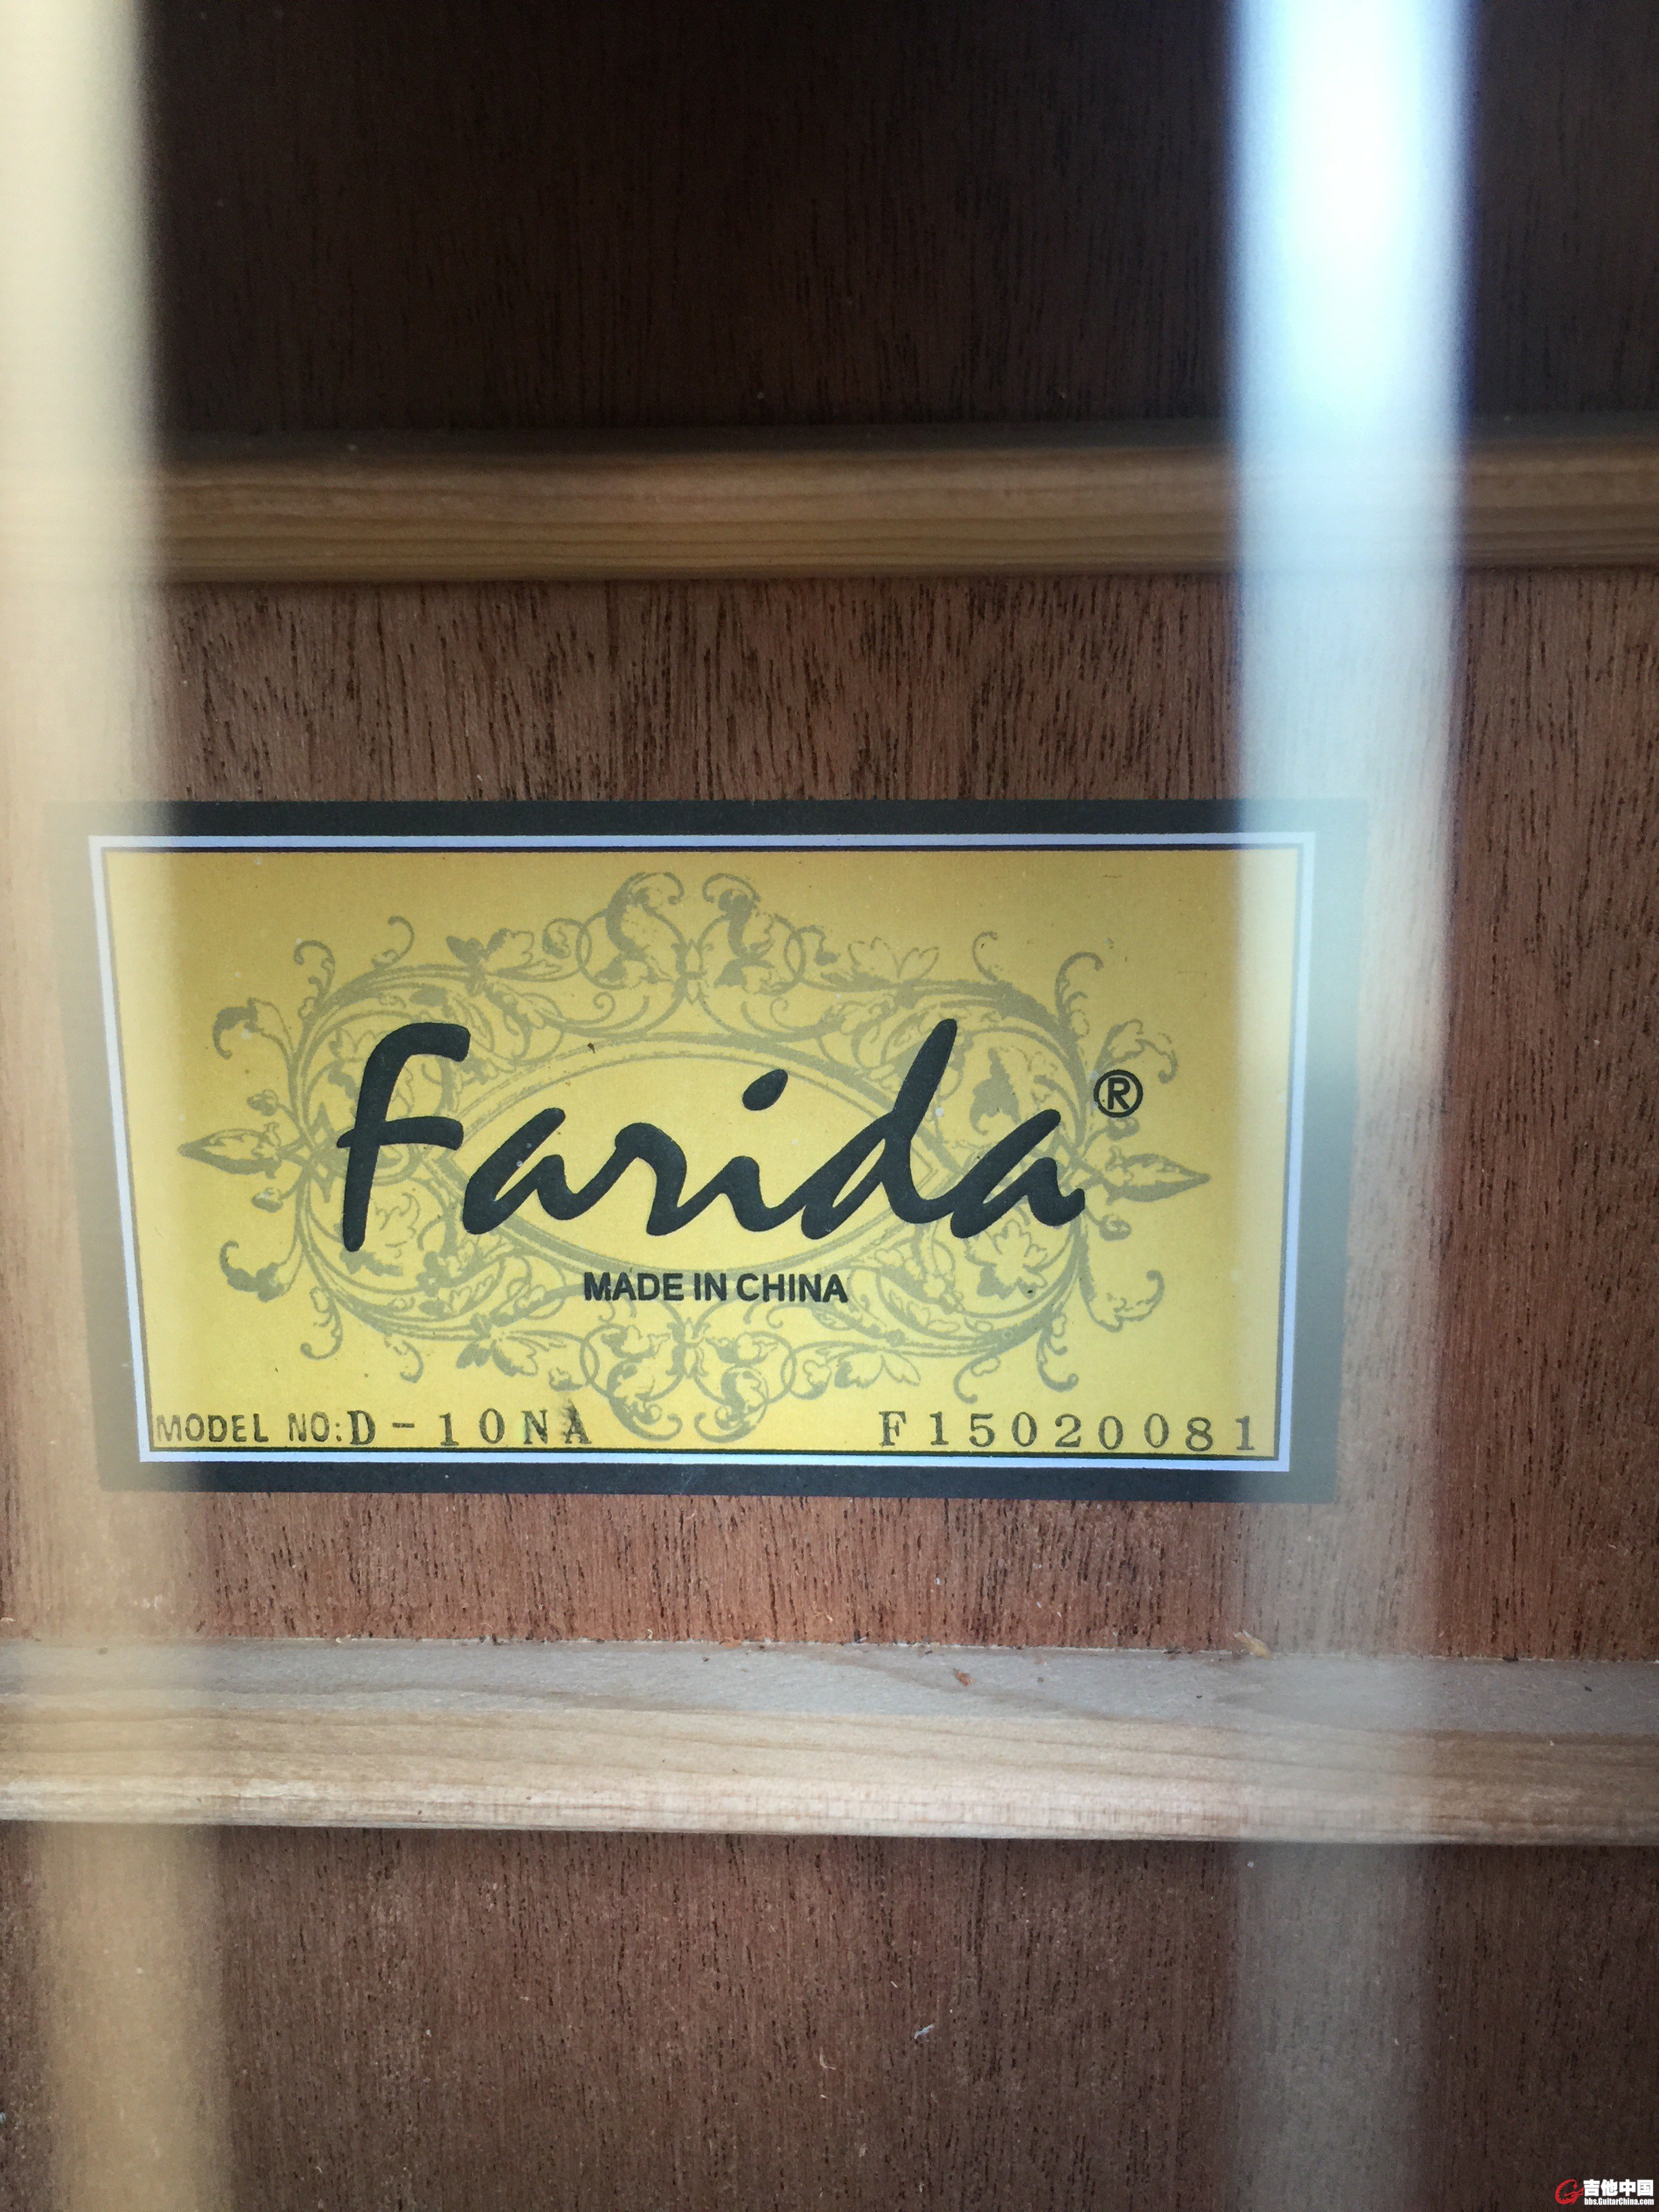 Farida®
MADE IN CHINA
MODEL NO: D-10NA F15020081
吉他中国
bbs.GuitarChina.com